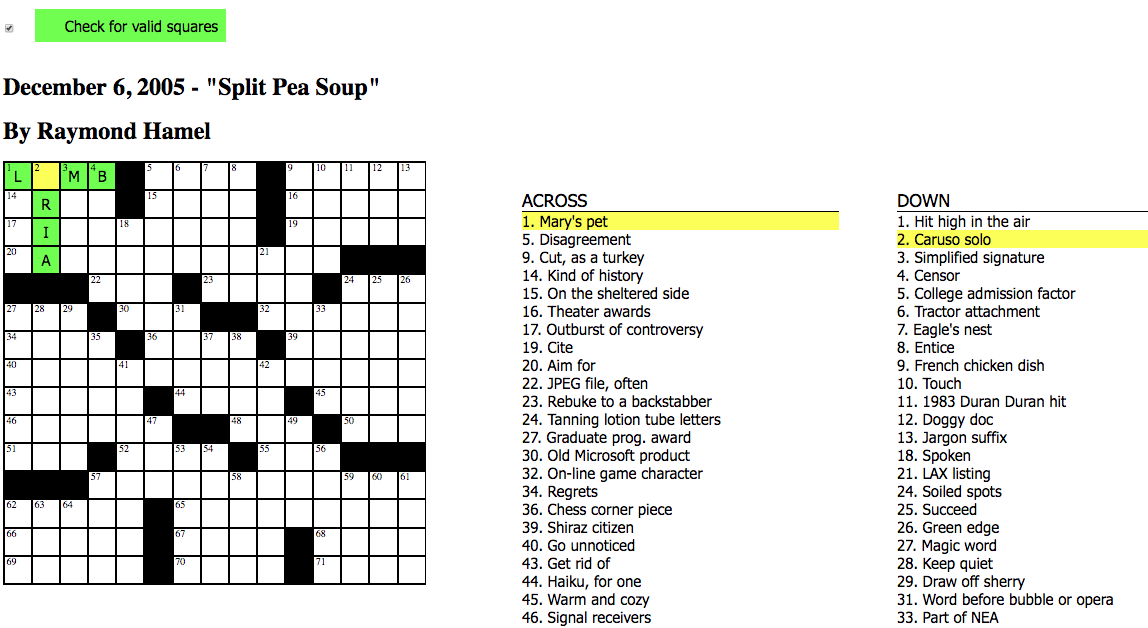 Check for valid squares
December 6, 2005 - "Split Pea Soup"
By Raymond Hamel
1 L 2 3 M 4 B 5 6 7 8 9 10 11 12 13
14 R 15 16
17 I 18 19
20 A 21
22 23 24 25 26
27 28 29 30 31 32 33
34 35 36 37 38 39
40 41 42
43 44 45
46 47 48 49 50
51 52 53 54 55 56
57 58 59 60 61
62 63 64 65
66 67 68
69 70 71
ACROSS
1. Mary's pet
5. Disagreement
9. Cut, as a turkey
14. Kind of history
15. On the sheltered side
16. Theater awards
17. Outburst of controversy
19. Cite
20. Aim for
22. JPEG file, often
23. Rebuke to a backstabber
24. Tanning lotion tube letters
27. Graduate prog. award
30. Old Microsoft product
32. On-line game character
34. Regrets
36. Chess corner piece
39. Shiraz citizen
40. Go unnoticed
43. Get rid of
44. Haiku, for one
45. Warm and cozy
46. Signal receivers
DOWN
1. Hit high in the air
2. Caruso solo
3. Simplified signature
4. Censor
5. College admission factor
6. Tractor attachment
7. Eagle's nest
8. Entice
9. French chicken dish
10. Touch
11. 1983 Duran Duran hit
12. Doggy doc
13. Jargon suffix
18. Spoken
21. LAX listing
24. Soiled spots
25. Succeed
26. Green edge
27. Magic word
28. Keep quiet
29. Draw off sherry
31. Word before bubble or opera
33. Part of NEA